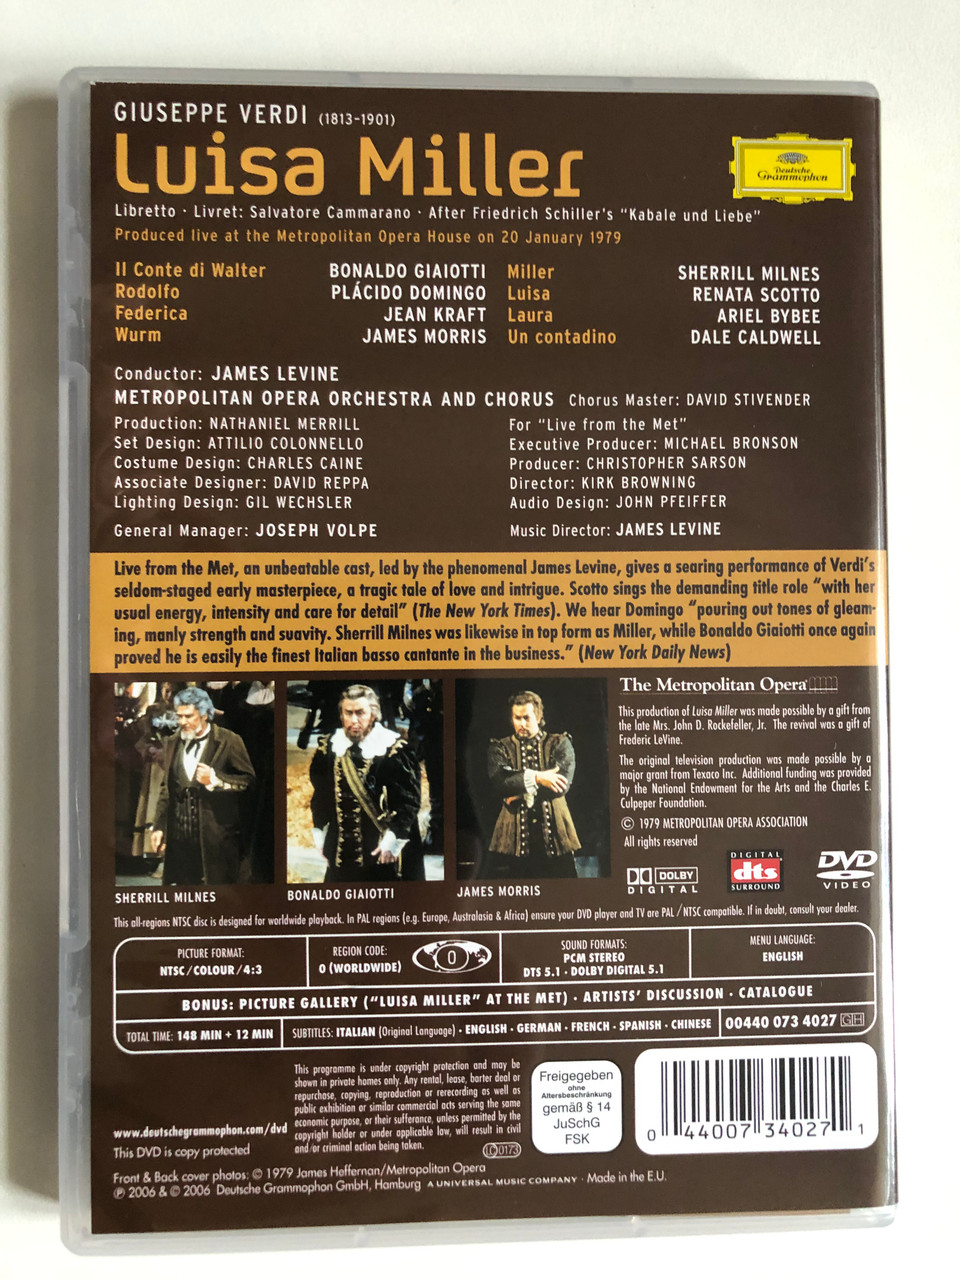 GIUSEPPE VERDI (1813-1901)
Luisa Miller
Deutsche
Grammophon
Libretto · Livret: Salvatore Cammarano · After Friedrich Schiller's "Kabale und Liebe"
Produced live at the Metropolitan Opera House on 20 January 1979
Il Conte di Walter BONALDO GIAIOTTI Miller SHERRILL MILNES
Rodolfo PLÁCIDO DOMINGO Luisa RENATA SCOTTO
Federica JEAN KRAFT Laura ARIEL BYBEE
Wurm JAMES MORRIS Un contadino DALE CALDWELL
Conductor: JAMES LEVINE
METROPOLITAN OPERA ORCHESTRA AND CHORUS Chorus Master: DAVID STIVENDER
Production: NATHANIEL MERRILL
Set Design: ATTILIO COLONNELLO
Costume Design: CHARLES CAINE
Associate Designer: DAVID REPPA
Lighting Design: GIL WECHSLER
General Manager: JOSEPH VOLPE
For "Live from the Met"
Executive Producer: MICHAEL BRONSON
Producer: CHRISTOPHER SARSON
Director: KIRK BROWNING
Audio Design: JOHN PFEIFFER
Music Director: JAMES LEVINE
Live from the Met, an unbeatable cast, led by the phenomenal James Levine, gives a searing performance of Verdi's
seldom-staged early masterpiece, a tragic tale of love and intrigue. Scotto sings the demanding title role "with her
usual energy, intensity and care for detail" (The New York Times). We hear Domingo "pouring out tones of gleam-
ing, manly strength and suavity. Sherrill Milnes was likewise in top form as Miller, while Bonaldo Giaiotti once again
proved he is easily the finest Italian basso cantante in the business." (New York Daily News)
SHERRILL MILNES
BONALDO GIAIOTTI
JAMES MORRIS
The Metropolitan Opera
This production of Luisa Miller was made possible by a gift from
the late Mrs. John D. Rockefeller, Jr. The revival was a gift of
Frederic LeVine.
The original television production was made possible by a
major grant from Texaco Inc. Additional funding was provided
by the National Endowment for the Arts and the Charles E.
Culpeper Foundation.
© 1979 METROPOLITAN OPERA ASSOCIATION
All rights reserved
DOLBY
DIGITAL
DIGITAL
dts
SURROUND
DVD
VIDEO
This all-regions NTSC disc is designed for worldwide playback. In PAL regions (e.g. Europe, Australasia & Africa) ensure your DVD player and TV are PAL/NTSC compatible. If in doubt, consult your dealer.
PICTURE FORMAT:
NTSC/COLOUR/4:3
REGION CODE:
0 (WORLDWIDE)
0
SOUND FORMATS:
PCM STEREO
DTS 5.1 · DOLBY DIGITAL 5.1
MENU LANGUAGE:
ENGLISH
BONUS: PICTURE GALLERY ("LUISA MILLER" AT THE MET) · ARTISTS' DISCUSSION · CATALOGUE
TOTAL TIME: 148 MIN + 12 MIN
SUBTITLES: ITALIAN (Original Language) · ENGLISH · GERMAN · FRENCH · SPANISH · CHINESE
00440 073 4027 GH
This programme is under copyright protection and may be
shown in private homes only. Any rental, lease, barter deal or
repurchase, copying, reproduction or rerecording as well as
public exhibition or similar commercial acts serving the same
economic purpose, or their sufferance, unless permitted by the
copyright holder or under applicable law, will result in civil
and/or criminal action being taken.
LC 0173
www.deutschegrammophon.com/dvd
This DVD is copy protected
Freigegeben
ohne
Altersbeschränkung
gemäß § 14
JuSchG
FSK
0 44007 34027 1
Front & Back cover photos: © 1979 James Heffernan/Metropolitan Opera
℗ 2006 & © 2006 Deutsche Grammophon GmbH, Hamburg A UNIVERSAL MUSIC COMPANY · Made in the E.U.